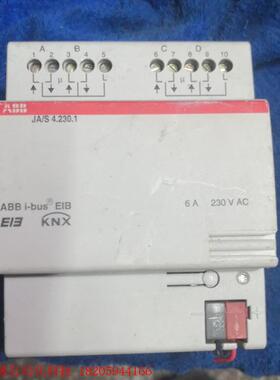 A B C D
1 2 3 4 5 6 7 8 9 10
μ μ μ μ
ABB
JA/S 4.230.1
ABB i-bus® EIB
6 A 230 V AC
EIB KNX
18205944166